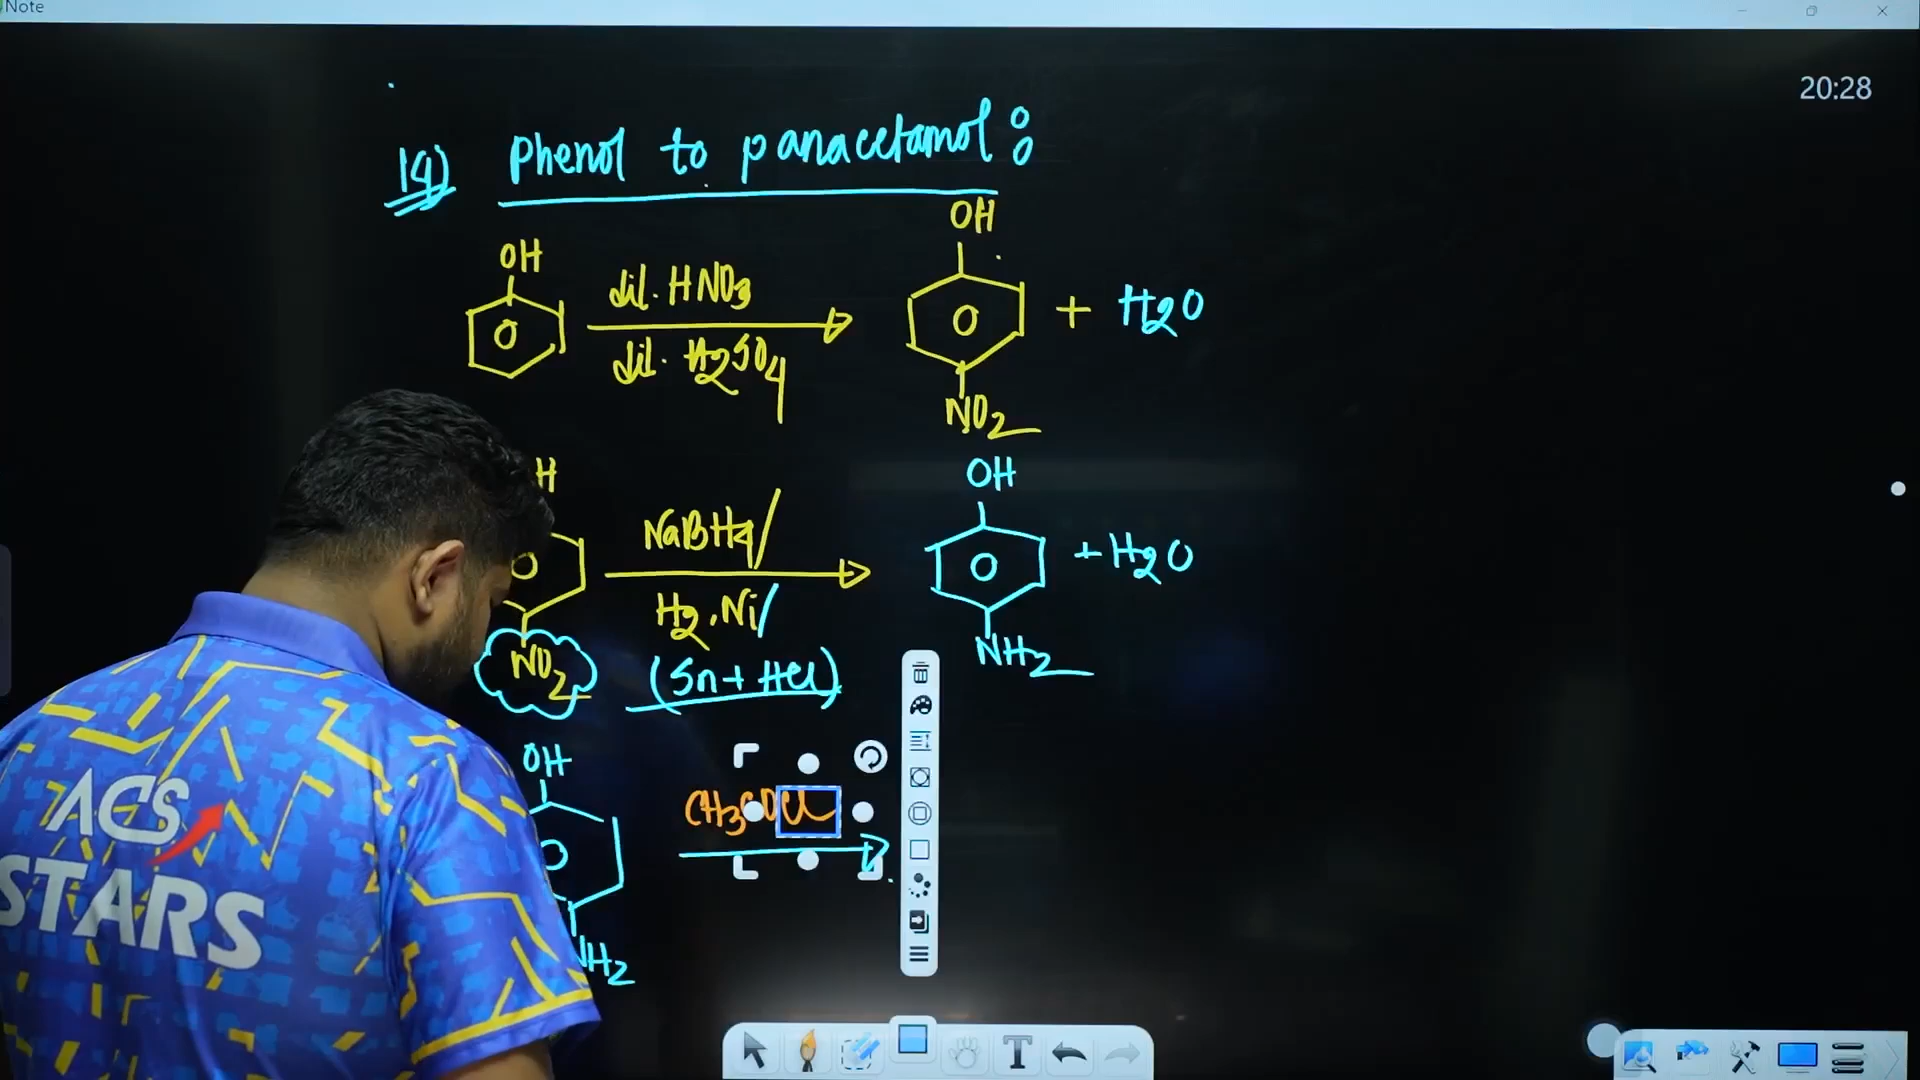 Note
20:28
14) Phenol to panacetamol:
OH
OH
dil. HNO3
+ H2O
dil. H2SO4
NO2
H
OH
NaBH4/
+ H2O
H2, Ni/
NO2
NH2
(Sn + HCl)
OH
CH3COCl
NH2
ACS
STARS
T